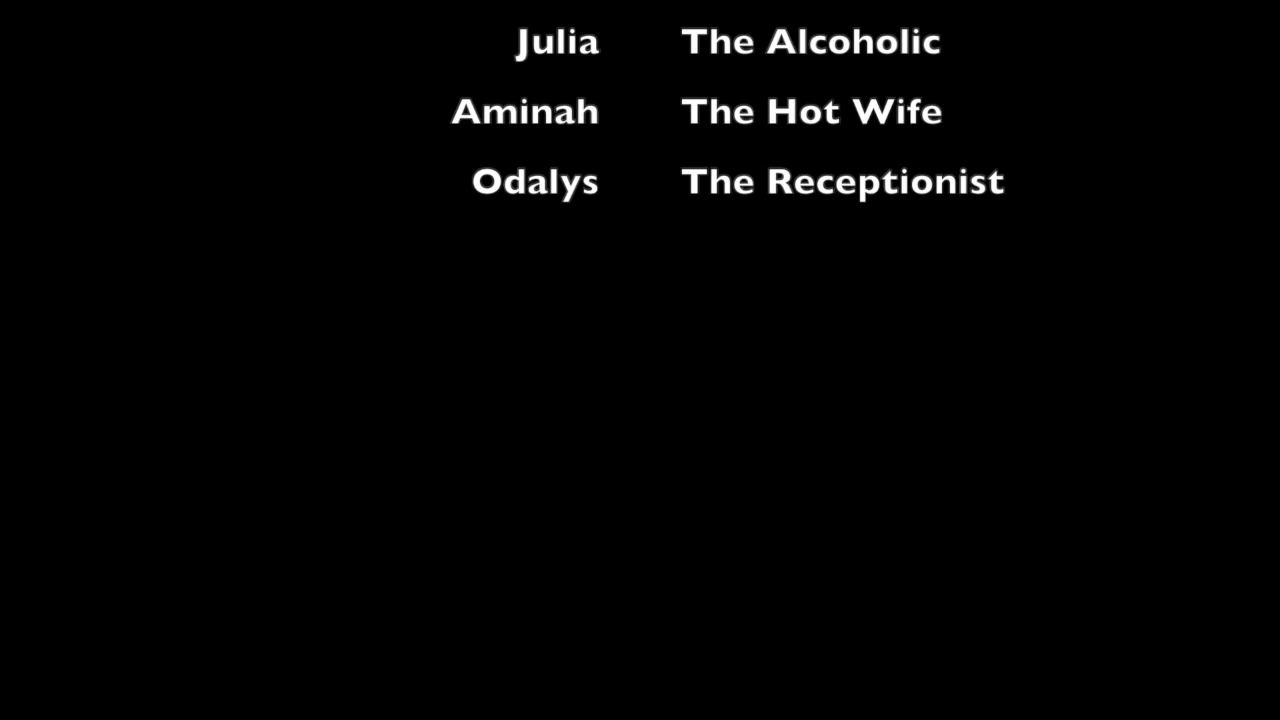 Julia The Alcoholic
Aminah The Hot Wife
Odalys The Receptionist